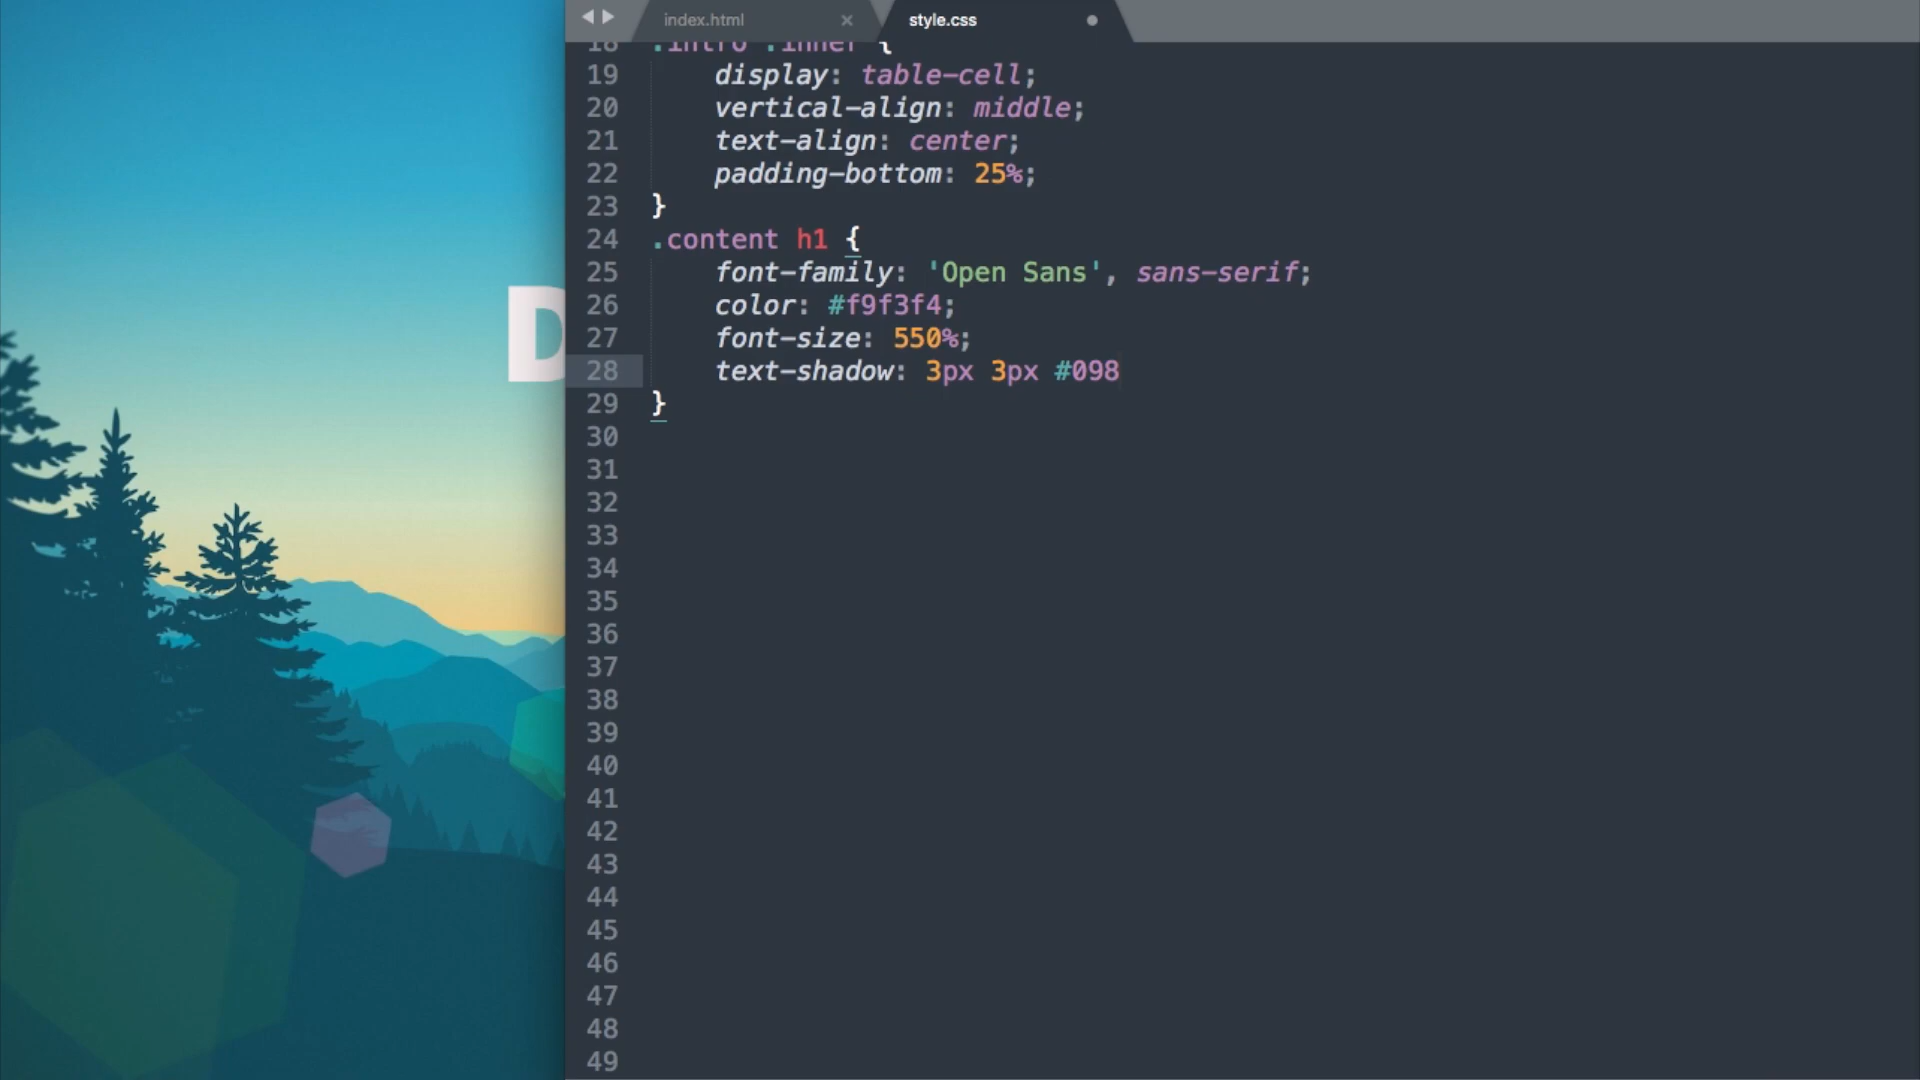 index.html
style.css
18 .intro .inner {
19 display: table-cell;
20 vertical-align: middle;
21 text-align: center;
22 padding-bottom: 25%;
23 }
24 .content h1 {
25 font-family: 'Open Sans', sans-serif;
26 color: #f9f3f4;
27 font-size: 550%;
28 text-shadow: 3px 3px #098
29 }
30
31
32
33
34
35
36
37
38
39
40
41
42
43
44
45
46
47
48
49
D